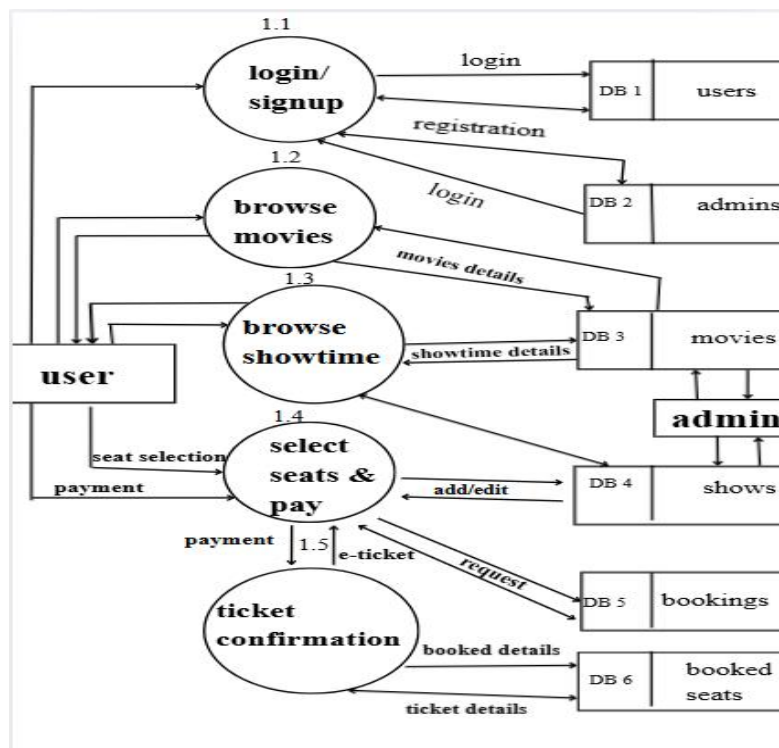 1.1
login/
signup
login
DB 1
users
registration
1.2
browse
movies
login
DB 2
admins
movies details
1.3
browse
showtime
showtime details
DB 3
movies
user
admin
1.4
select
seats &
pay
seat selection
payment
add/edit
DB 4
shows
payment
1.5
e-ticket
request
DB 5
bookings
ticket
confirmation
booked details
DB 6
booked
seats
ticket details